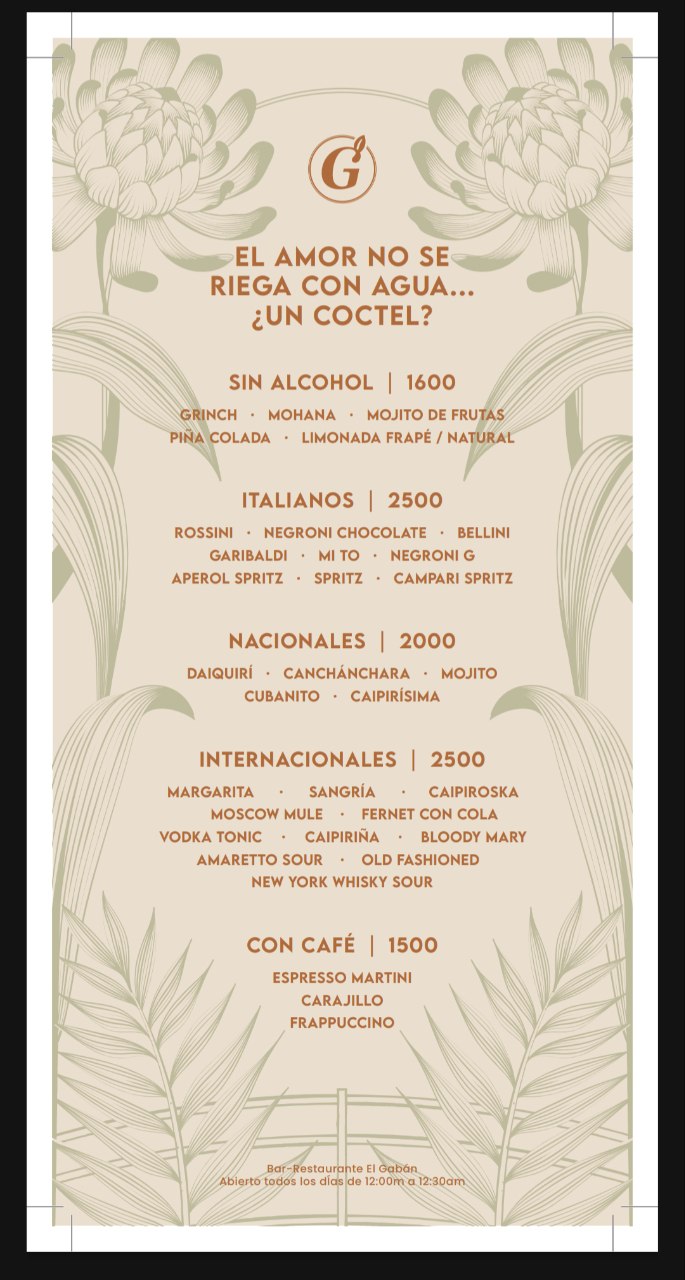 G
EL AMOR NO SE
RIEGA CON AGUA...
¿UN COCTEL?
SIN ALCOHOL | 1600
GRINCH · MOHANA · MOJITO DE FRUTAS
PIÑA COLADA · LIMONADA FRAPÉ / NATURAL
ITALIANOS | 2500
ROSSINI · NEGRONI CHOCOLATE · BELLINI
GARIBALDI · MI TO · NEGRONI G
APEROL SPRITZ · SPRITZ · CAMPARI SPRITZ
NACIONALES | 2000
DAIQUIRÍ · CANCHÁNCHARA · MOJITO
CUBANITO · CAIPIRÍSIMA
INTERNACIONALES | 2500
MARGARITA · SANGRÍA · CAIPIROSKA
MOSCOW MULE · FERNET CON COLA
VODKA TONIC · CAIPIRIÑA · BLOODY MARY
AMARETTO SOUR · OLD FASHIONED
NEW YORK WHISKY SOUR
CON CAFÉ | 1500
ESPRESSO MARTINI
CARAJILLO
FRAPPUCCINO
Bar-Restaurante El Gabán
Abierto todos los días de 12:00m a 12:30am